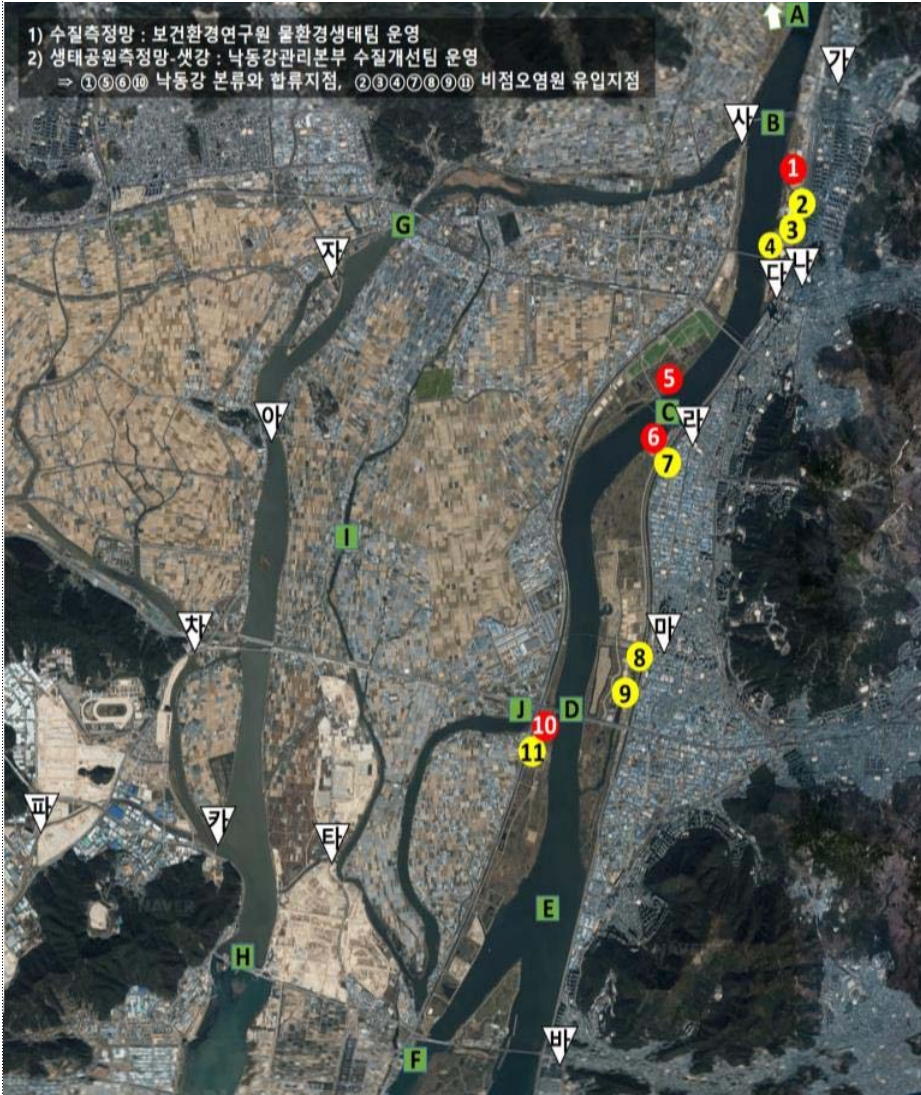 1) 수질측정망 : 보건환경연구원 물환경생태팀 운영
2) 생태공원측정망-샛강 : 낙동강관리본부 수질개선팀 운영
⇒ ①⑤⑥⑩ 낙동강 본류와 합류지점, ②③④⑦⑧⑨⑪ 비점오염원 유입지점
A
가
사
B
1
2
G
3
4
자
다
나
5
C
라
6
아
7
I
차
마
8
9
J
D
10
11
파
카
타
NAVER
E
H
바
F